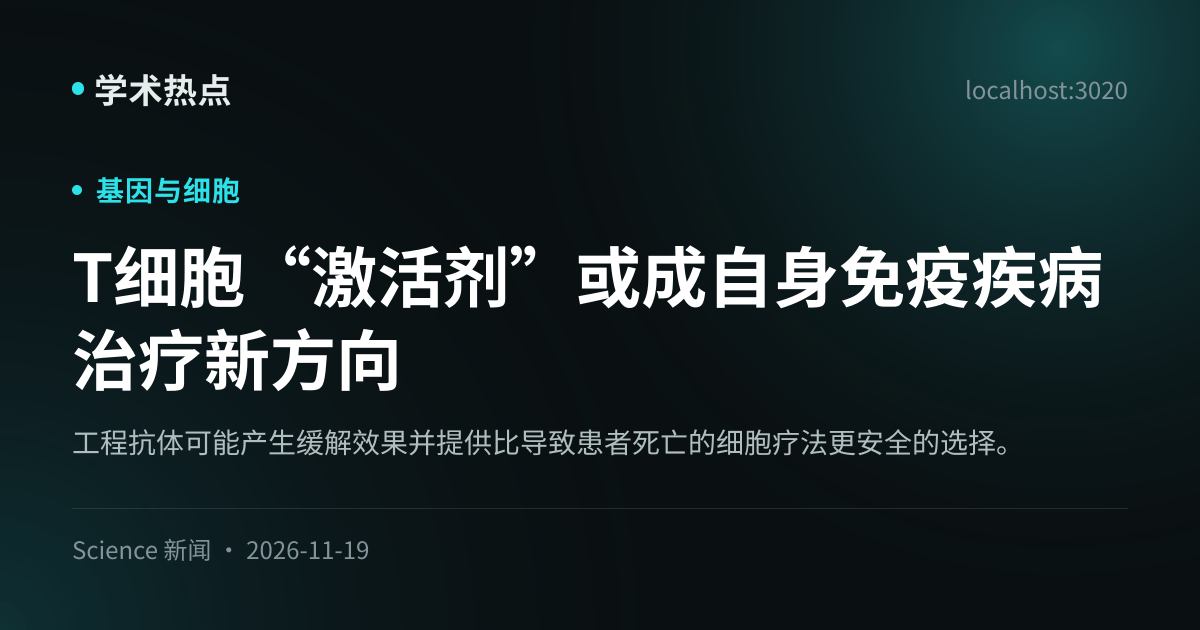 学术热点
localhost:3020
基因与细胞
T细胞“激活剂”或成自身免疫疾病
治疗新方向
工程抗体可能产生缓解效果并提供比导致患者死亡的细胞疗法更安全的选择。
Science 新闻 · 2026-11-19